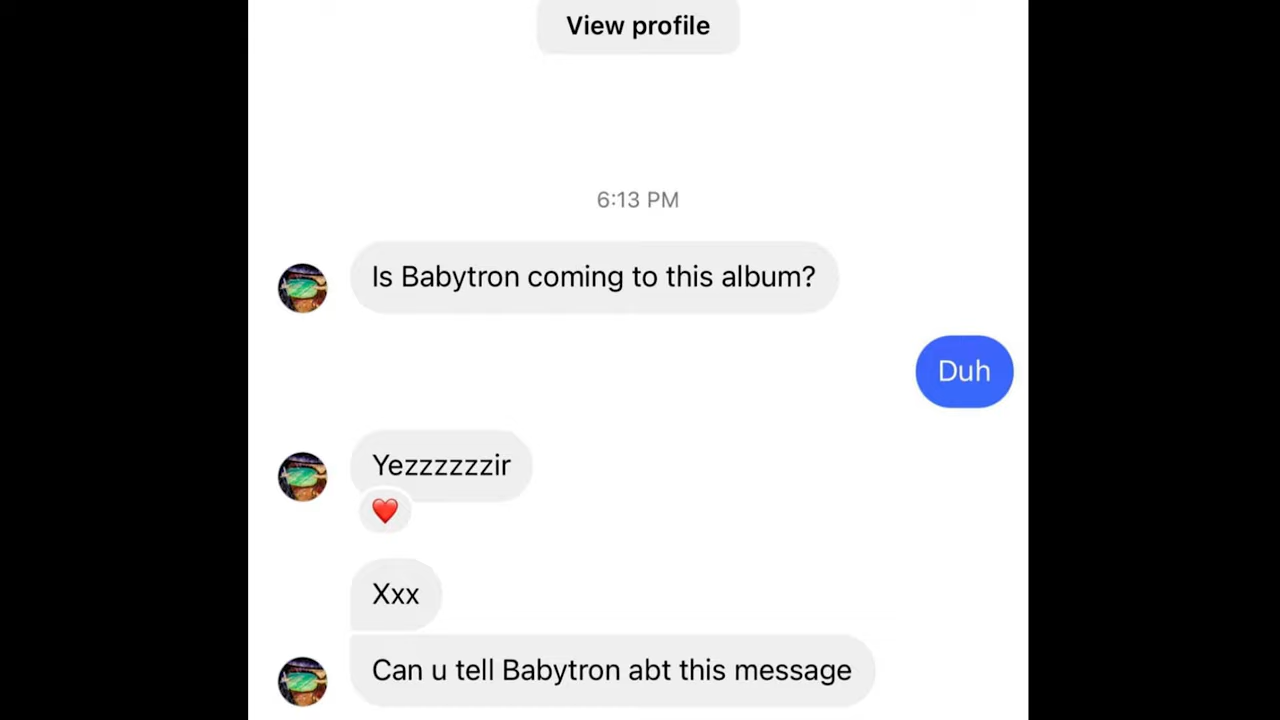 View profile
6:13 PM
Is Babytron coming to this album?
Duh
Yezzzzzzir
Xxx
Can u tell Babytron abt this message